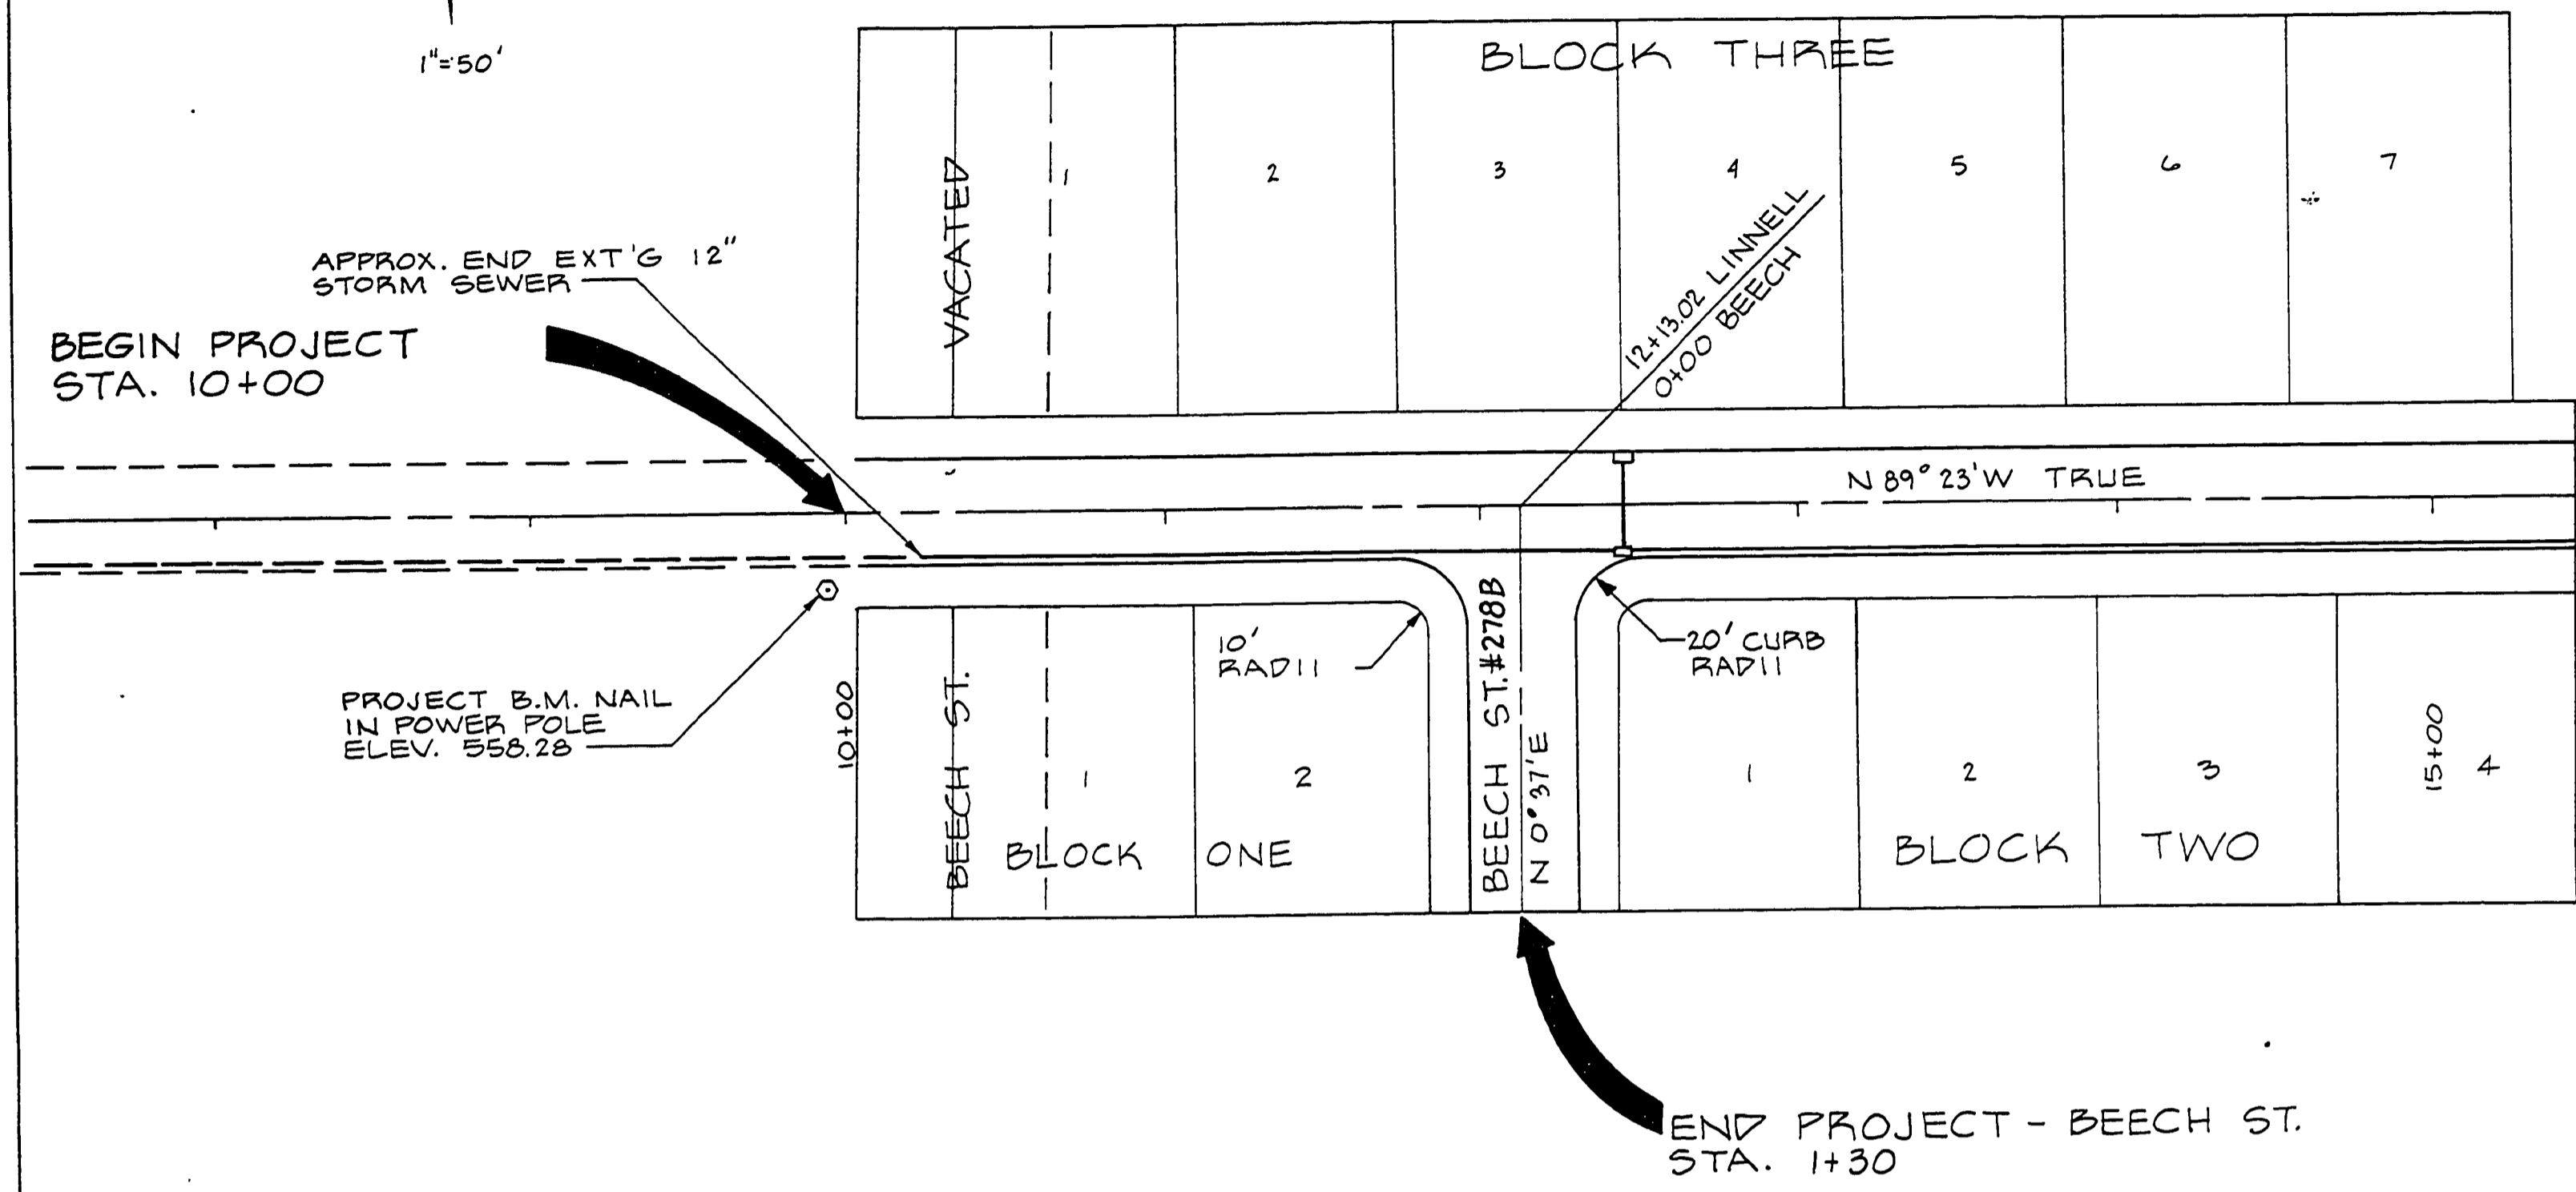 1"=50'
BLOCK THREE
VACATED
1
2
3
4
5
6
7
APPROX. END EXT'G 12"
STORM SEWER
BEGIN PROJECT
STA. 10+00
12+13.02 LINNELL
0+00 BEECH
N 89° 23' W TRUE
PROJECT B.M. NAIL
IN POWER POLE
ELEV. 558.28
10+00
BEECH ST.
1
2
BLOCK ONE
10'
RADII
BEECH ST. #278B
N 0° 37' E
20' CURB
RADII
1
2
3
15+00
4
BLOCK TWO
END PROJECT - BEECH ST.
STA. 1+30